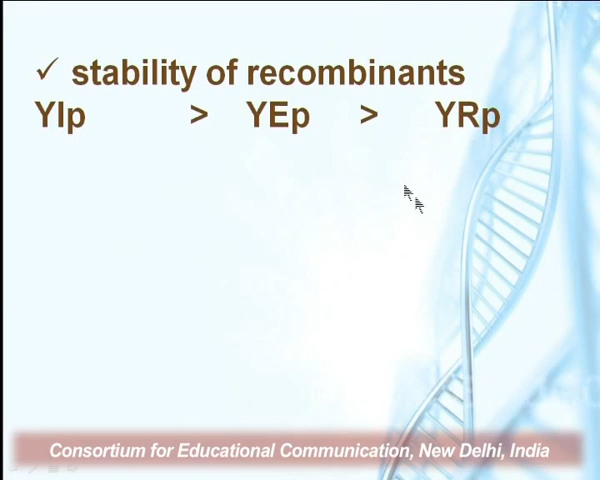 ✓ stability of recombinants
YIp > YEp > YRp
Consortium for Educational Communication, New Delhi, India